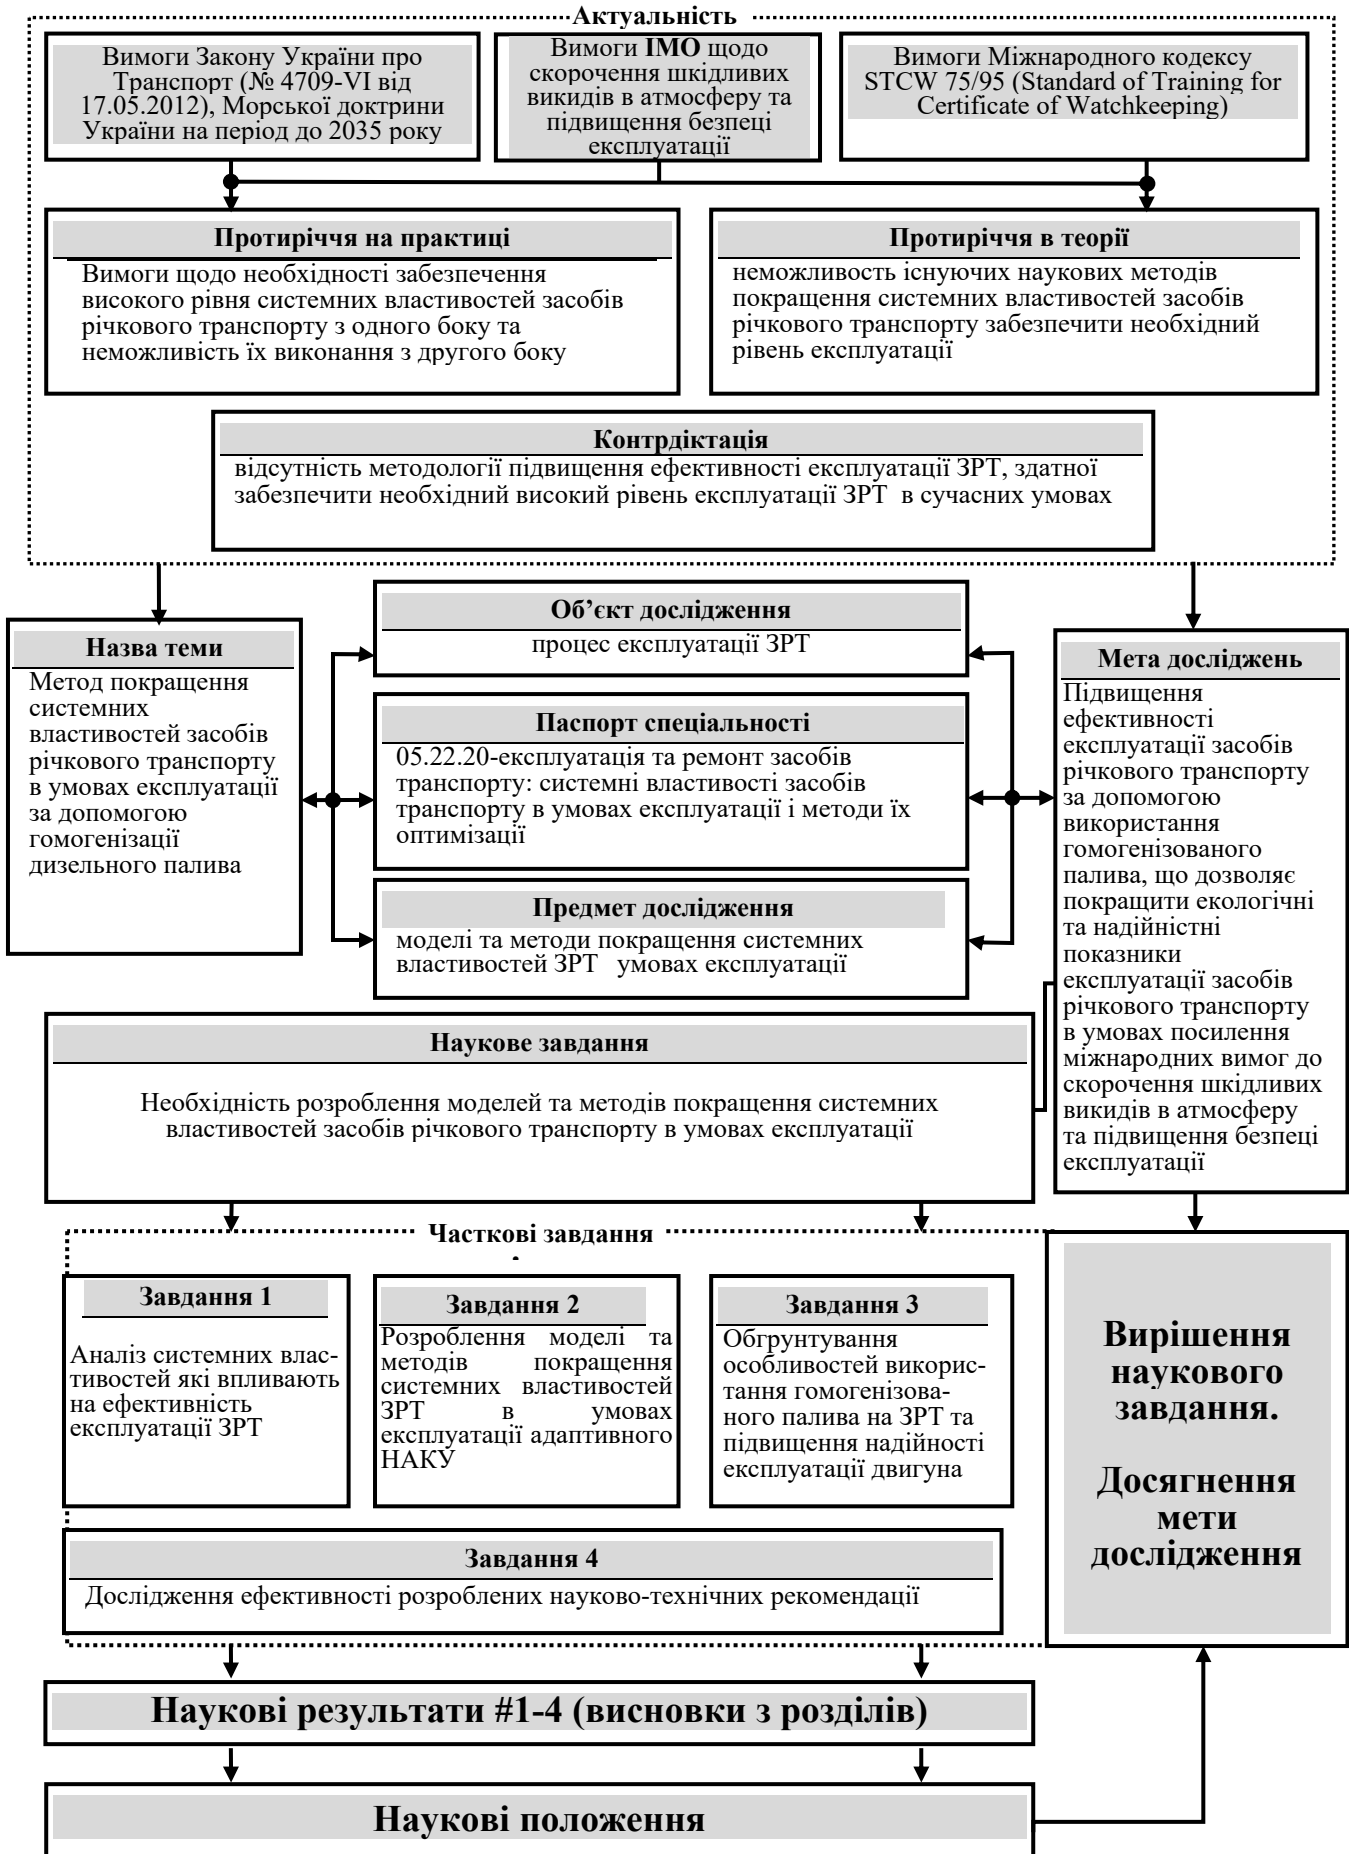 Актуальність
Вимоги Закону України про
Транспорт (№ 4709-VI від
17.05.2012), Морської доктрини
України на період до 2035 року
Вимоги ІМО щодо
скорочення шкідливих
викидів в атмосферу та
підвищення безпеці
експлуатації
Вимоги Міжнародного кодексу
STCW 75/95 (Standard of Training for
Certificate of Watchkeeping)
Протиріччя на практиці
Вимоги щодо необхідності забезпечення
високого рівня системних властивостей засобів
річкового транспорту з одного боку та
неможливість їх виконання з другого боку
Протиріччя в теорії
неможливість існуючих наукових методів
покращення системних властивостей засобів
річкового транспорту забезпечити необхідний
рівень експлуатації
Контрдіктація
відсутність методології підвищення ефективності експлуатації ЗРТ, здатної
забезпечити необхідний високий рівень експлуатації ЗРТ в сучасних умовах
Назва теми
Метод покращення
системних
властивостей засобів
річкового транспорту
в умовах експлуатації
за допомогою
гомогенізації
дизельного палива
Об’єкт дослідження
процес експлуатації ЗРТ
Паспорт спеціальності
05.22.20-експлуатація та ремонт засобів
транспорту: системні властивості засобів
транспорту в умовах експлуатації і методи їх
оптимізації
Предмет дослідження
моделі та методи покращення системних
властивостей ЗРТ умовах експлуатації
Мета досліджень
Підвищення
ефективності
експлуатації засобів
річкового транспорту
за допомогою
використання
гомогенізованого
палива, що дозволяє
покращити екологічні
та надійністні
показники
експлуатації засобів
річкового транспорту
в умовах посилення
міжнародних вимог до
скорочення шкідливих
викидів в атмосферу
та підвищення безпеці
експлуатації
Наукове завдання
Необхідність розроблення моделей та методів покращення системних
властивостей засобів річкового транспорту в умовах експлуатації
Часткові завдання
Завдання 1
Аналіз системних влас-
тивостей які впливають
на ефективність
експлуатації ЗРТ
Завдання 2
Розроблення моделі та
методів покращення
системних властивостей
ЗРТ в умовах
експлуатації адаптивного
НАКУ
Завдання 3
Обгрунтування
особливостей викорис-
тання гомогенізова-
ного палива на ЗРТ та
підвищення надійності
експлуатації двигуна
Завдання 4
Дослідження ефективності розроблених науково-технічних рекомендації
Вирішення
наукового
завдання.
Досягнення
мети
дослідження
Наукові результати #1-4 (висновки з розділів)
Наукові положення